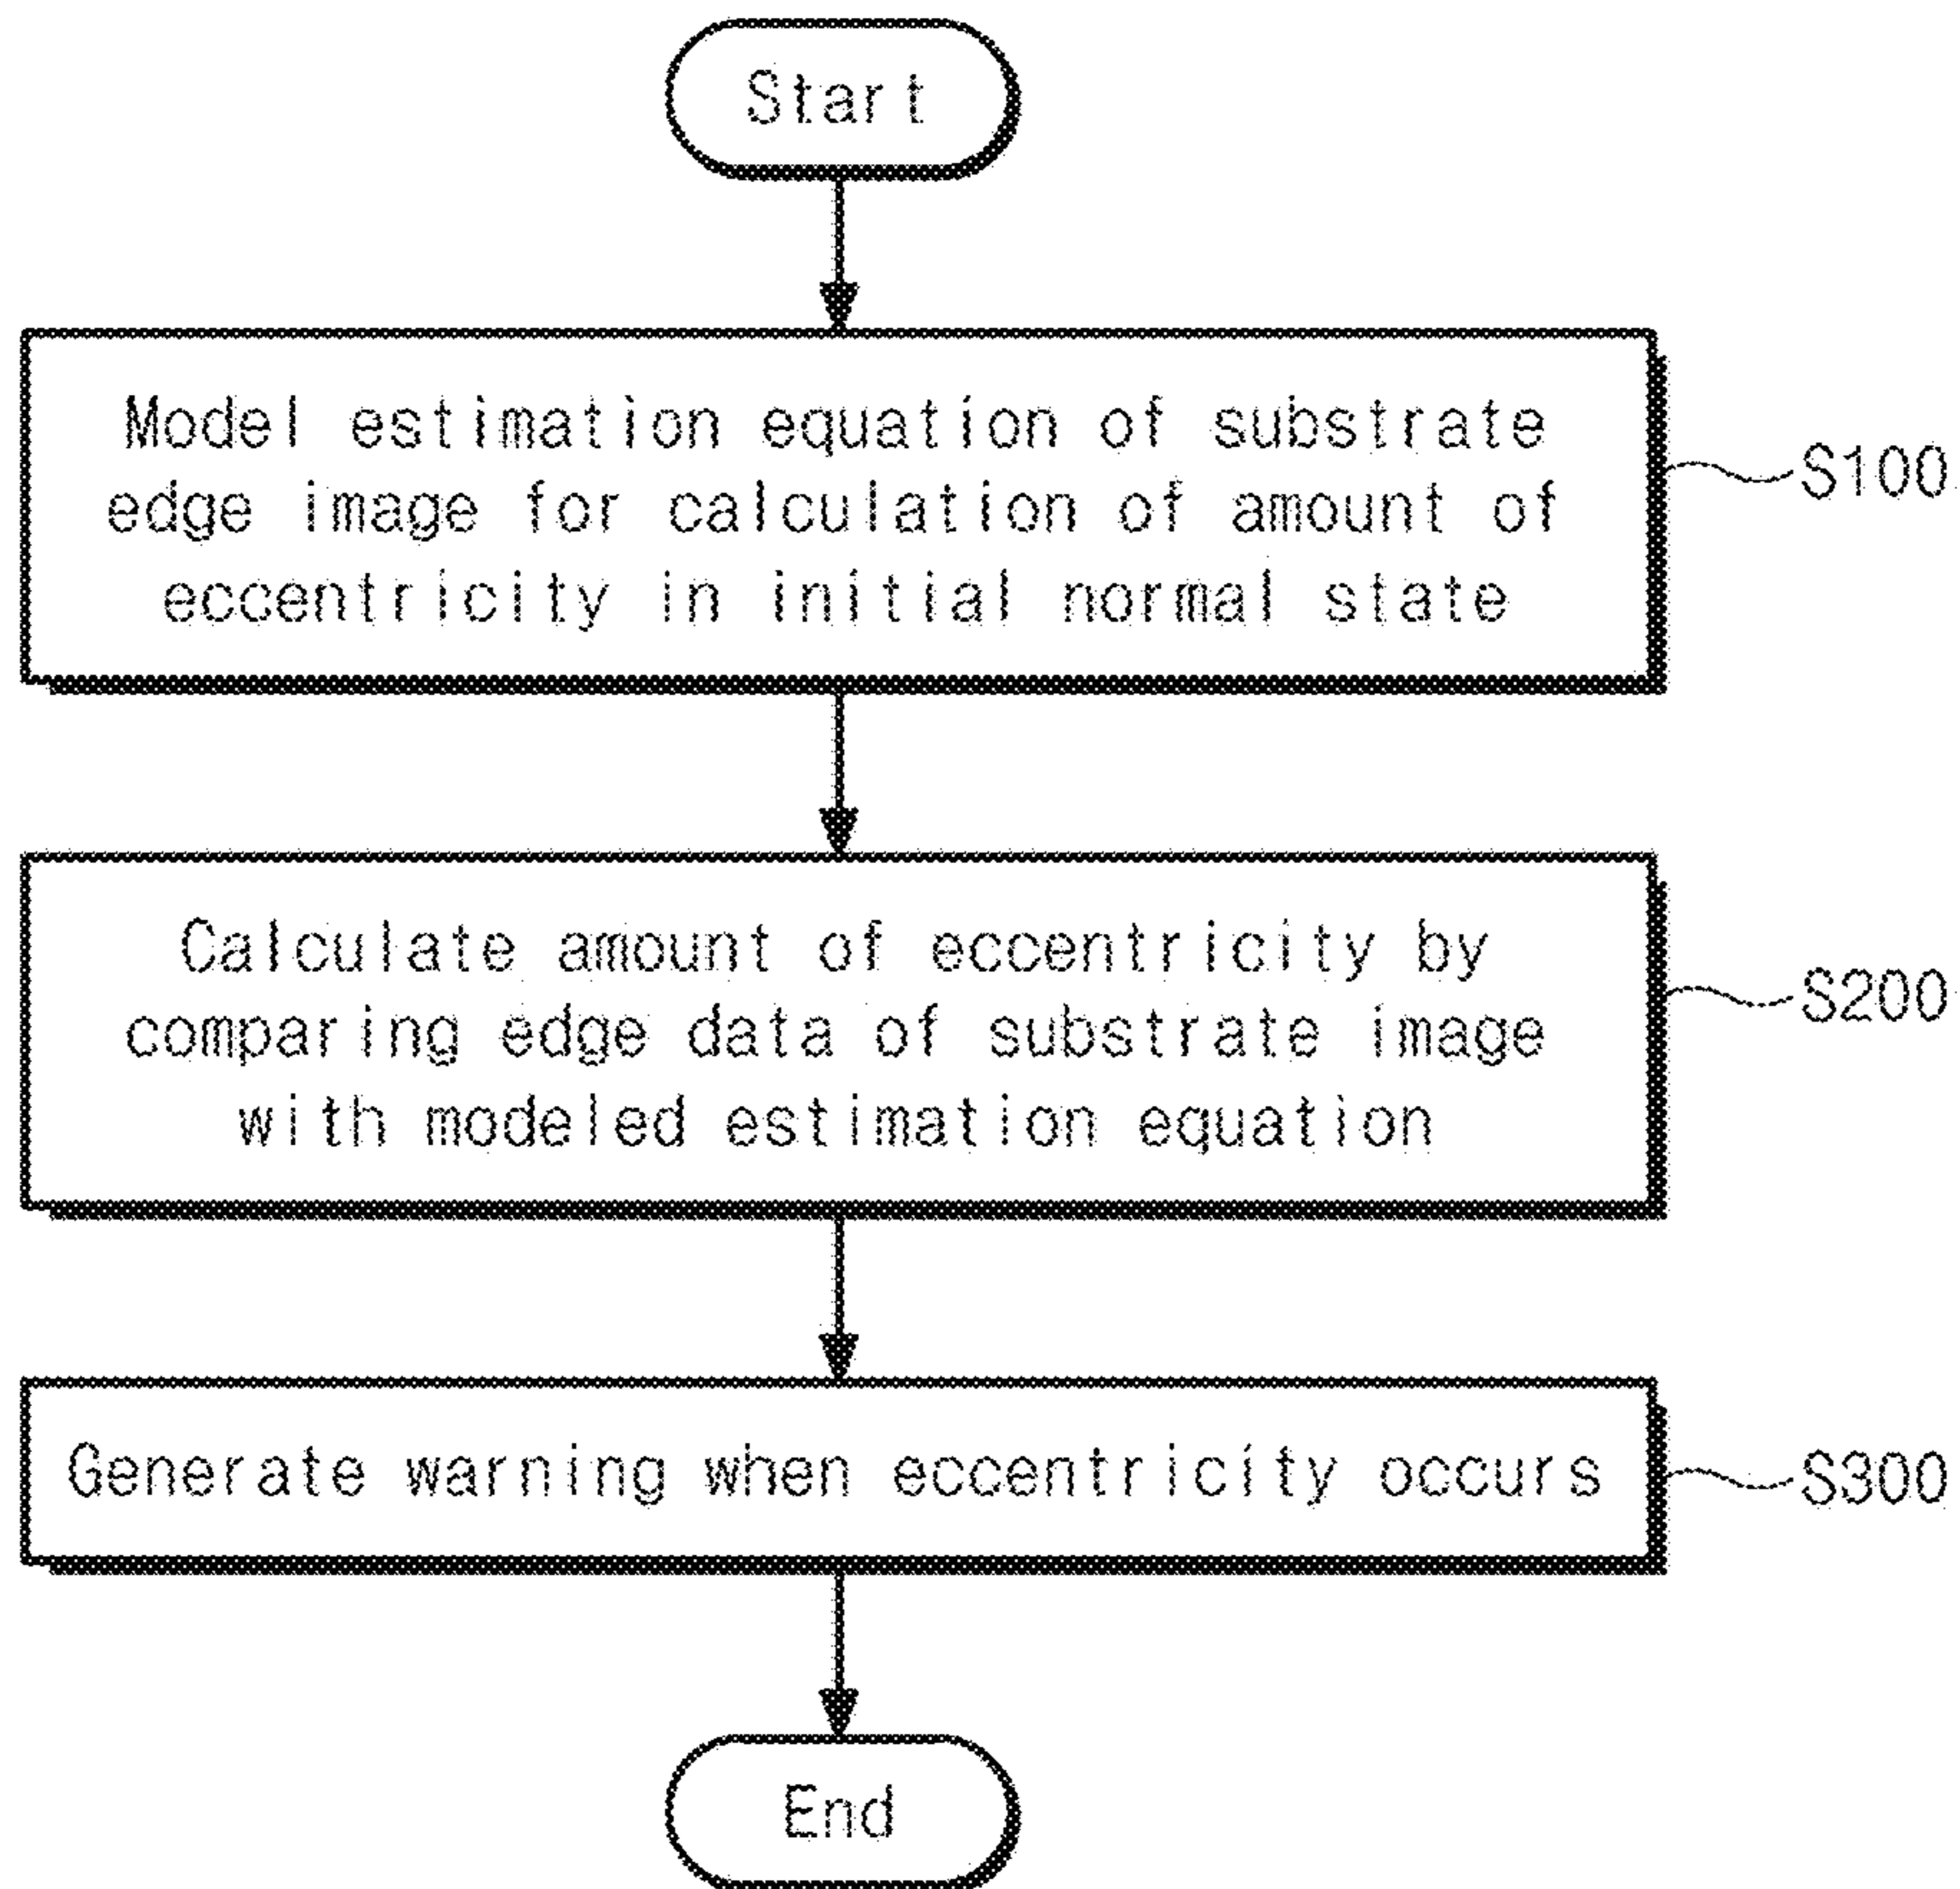 Start
Model estimation equation of substrate
edge image for calculation of amount of
eccentricity in initial normal state
S100
Calculate amount of eccentricity by
comparing edge data of substrate image
with modeled estimation equation
S200
Generate warning when eccentricity occurs
S300
End